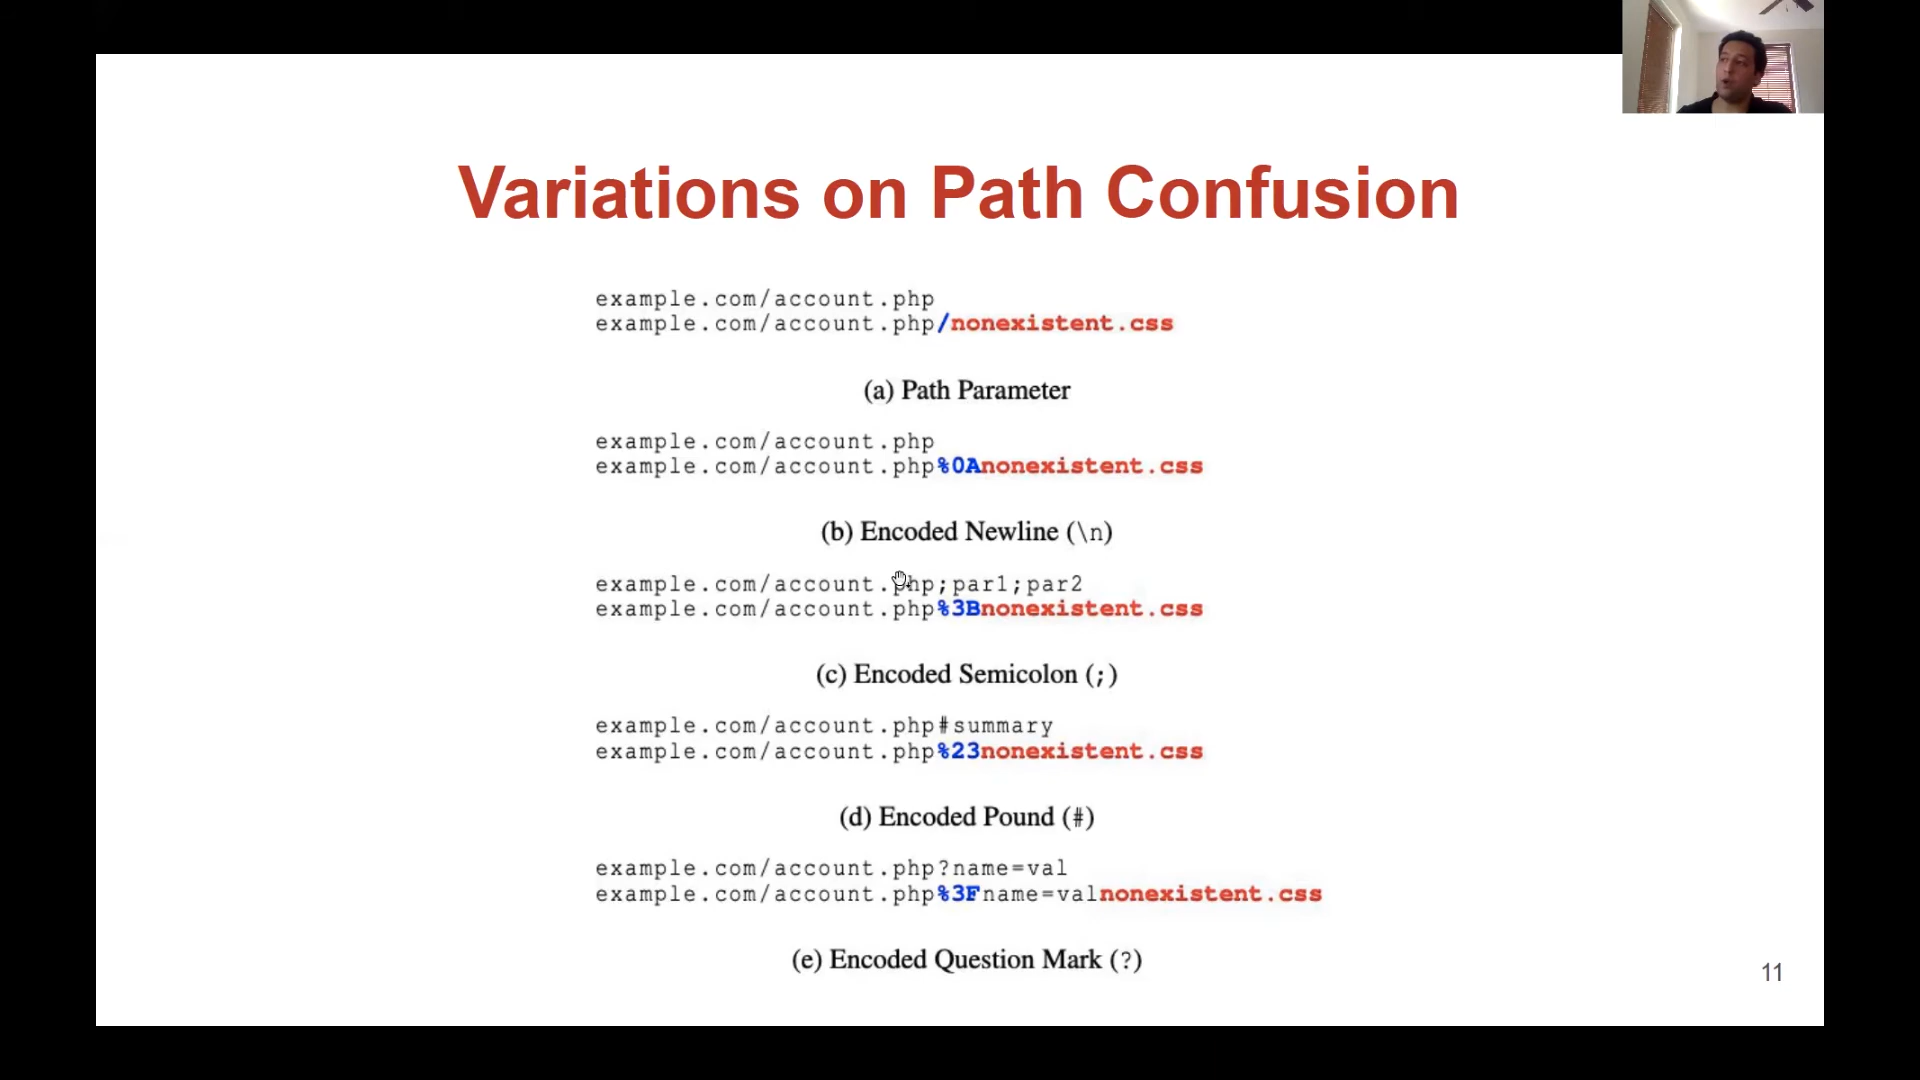 Variations on Path Confusion
example.com/account.php
example.com/account.php/nonexistent.css
(a) Path Parameter
example.com/account.php
example.com/account.php%0Anonexistent.css
(b) Encoded Newline (\n)
example.com/account.php;par1;par2
example.com/account.php%3Bnonexistent.css
(c) Encoded Semicolon (;)
example.com/account.php#summary
example.com/account.php%23nonexistent.css
(d) Encoded Pound (#)
example.com/account.php?name=val
example.com/account.php%3Fname=valnonexistent.css
(e) Encoded Question Mark (?)
11